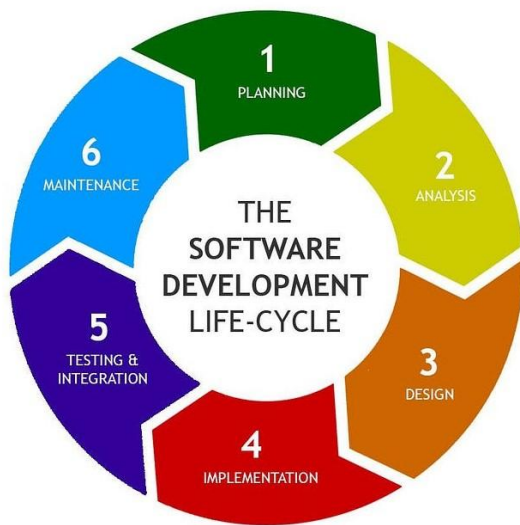 THE
SOFTWARE
DEVELOPMENT
LIFE-CYCLE
1
PLANNING
2
ANALYSIS
3
DESIGN
4
IMPLEMENTATION
5
TESTING &
INTEGRATION
6
MAINTENANCE